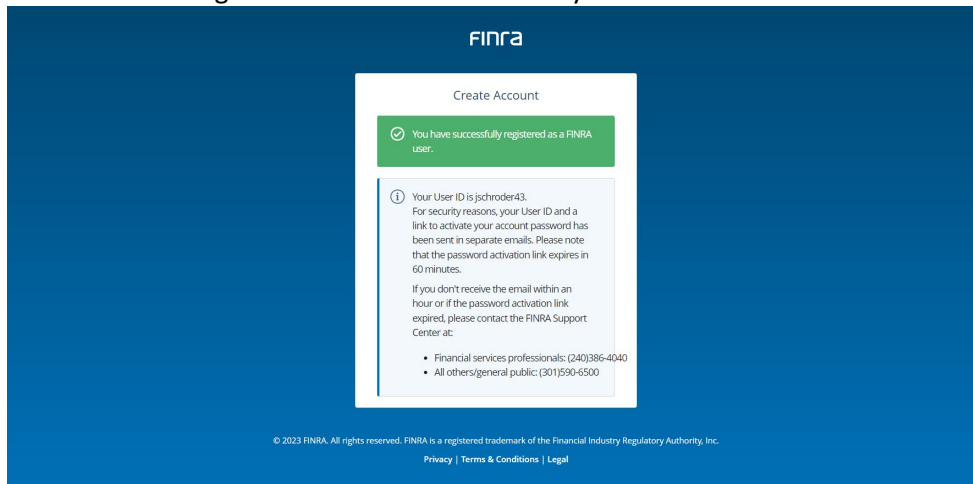 FINRA
Create Account
You have successfully registered as a FINRA
user.
Your User ID is jschroder43.
For security reasons, your User ID and a
link to activate your account password has
been sent in separate emails. Please note
that the password activation link expires in
60 minutes.
If you don't receive the email within an
hour or if the password activation link
expired, please contact the FINRA Support
Center at:
• Financial services professionals: (240)386-4040
• All others/general public: (301)590-6500
© 2023 FINRA. All rights reserved. FINRA is a registered trademark of the Financial Industry Regulatory Authority, Inc.
Privacy | Terms & Conditions | Legal